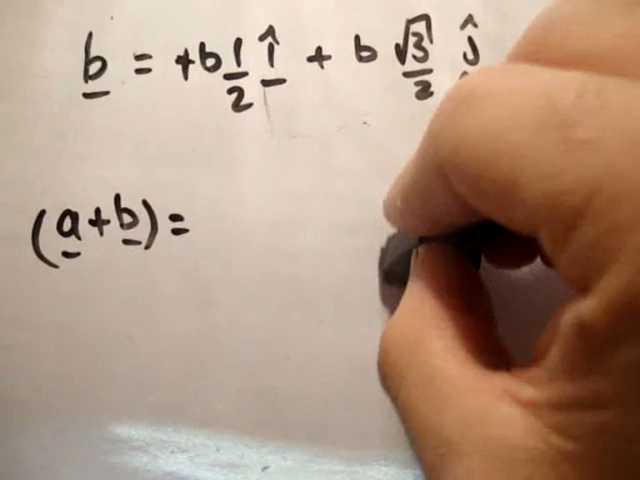 b = +b 1/2 î + b √3/2 ĵ
(a+b)=